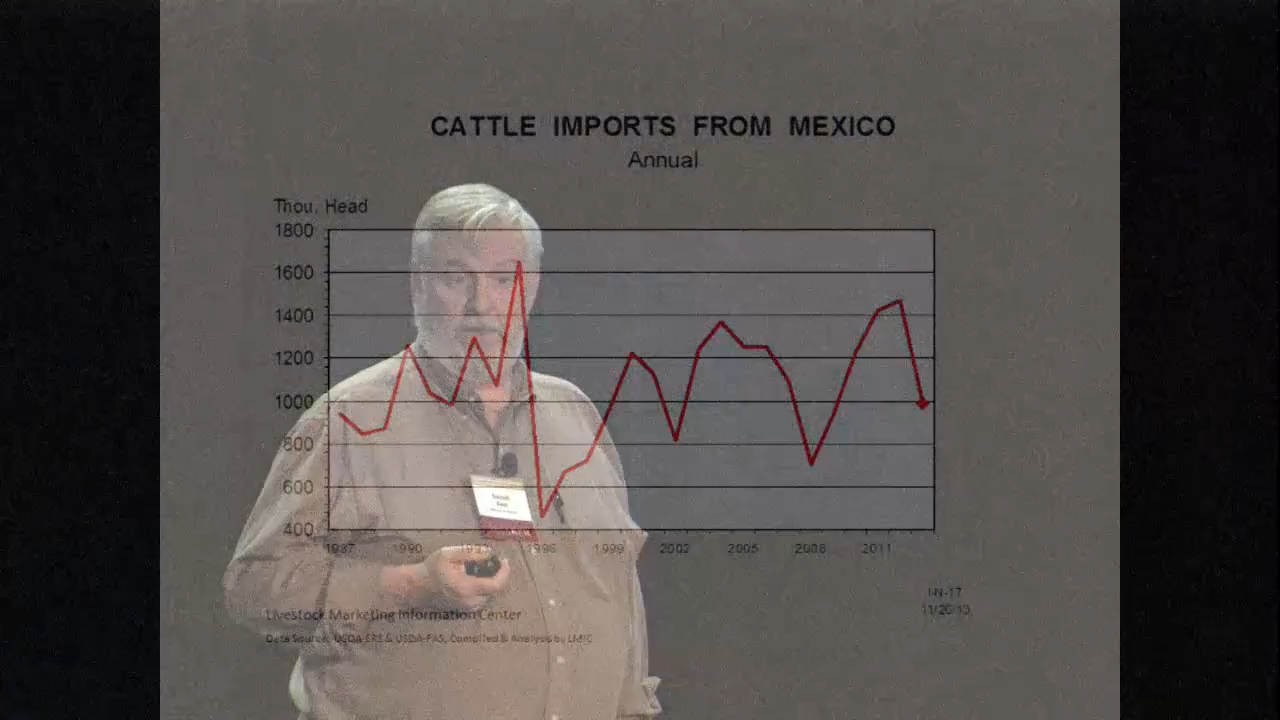 CATTLE IMPORTS FROM MEXICO
Annual
Thou. Head
1800
1600
1400
1200
1000
800
600
400
1987 1990 1993 1996 1999 2002 2005 2008 2011
I-N-17
11/26/13
Livestock Marketing Information Center
Data Source: USDA-ERS & USDA-FAS, Compiled & Analysis by LMIC